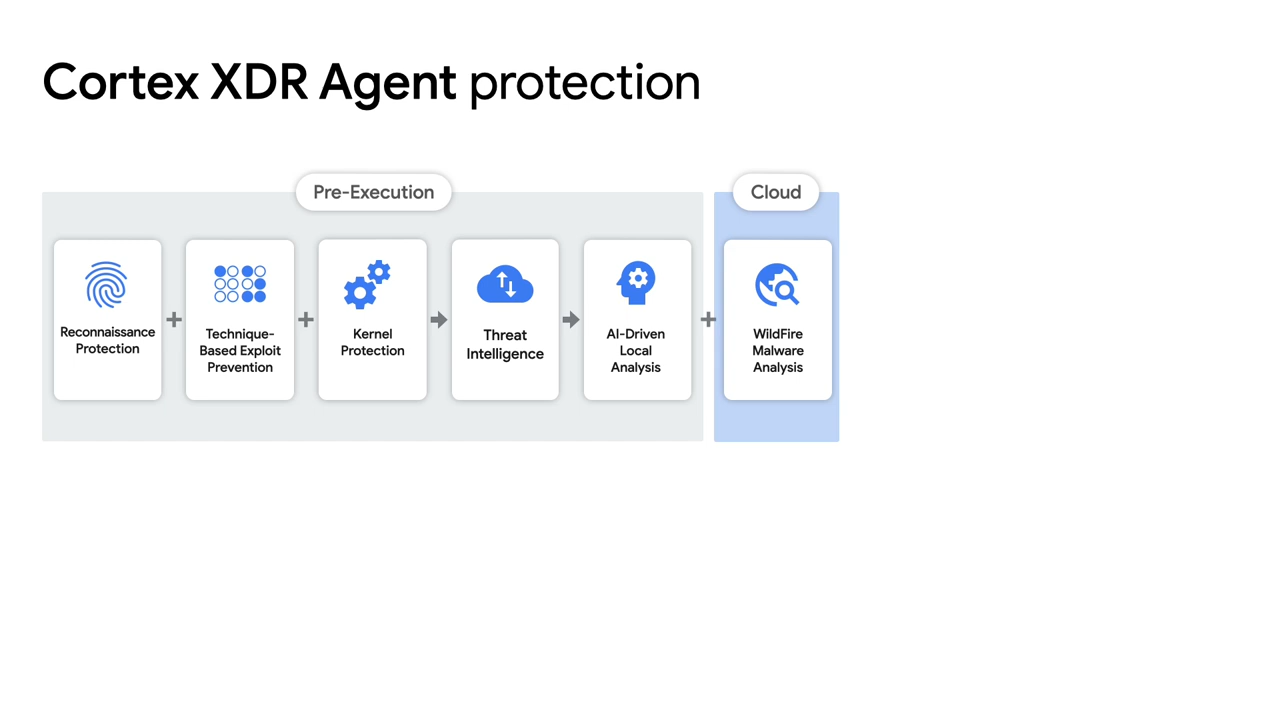 Cortex XDR Agent protection
Pre-Execution
Cloud
Reconnaissance
Protection
Technique-
Based Exploit
Prevention
Kernel
Protection
Threat
Intelligence
AI-Driven
Local
Analysis
WildFire
Malware
Analysis